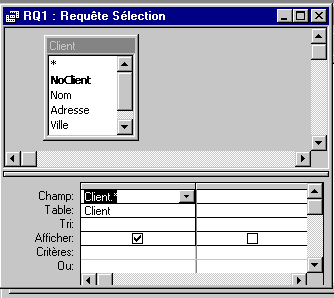 RQ1 : Requête Sélection
Client
*
NoClient
Nom
Adresse
Ville
Champ: Client.*
Table: Client
Tri:
Afficher:
Critères:
Ou: